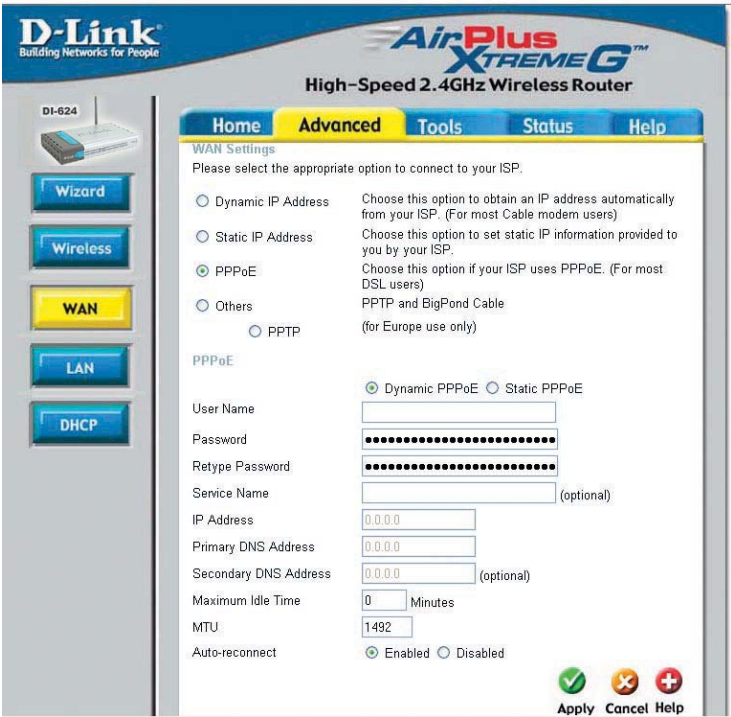 D-Link
Building Networks for People
AirPlus
XTREME G™
High-Speed 2.4GHz Wireless Router
DI-624
Home Advanced Tools Status Help
Wizard
Wireless
WAN
LAN
DHCP
WAN Settings
Please select the appropriate option to connect to your ISP.
Dynamic IP Address Choose this option to obtain an IP address automatically
from your ISP. (For most Cable modem users)
Static IP Address Choose this option to set static IP information provided to
you by your ISP.
PPPoE Choose this option if your ISP uses PPPoE. (For most
DSL users)
Others PPTP and BigPond Cable
PPTP (for Europe use only)
PPPoE
Dynamic PPPoE Static PPPoE
User Name
Password ●●●●●●●●●●●●●●●●●●●●●●●●
Retype Password ●●●●●●●●●●●●●●●●●●●●●●●●
Service Name (optional)
IP Address 0.0.0.0
Primary DNS Address 0.0.0.0
Secondary DNS Address 0.0.0.0 (optional)
Maximum Idle Time 0 Minutes
MTU 1492
Auto-reconnect Enabled Disabled
Apply Cancel Help